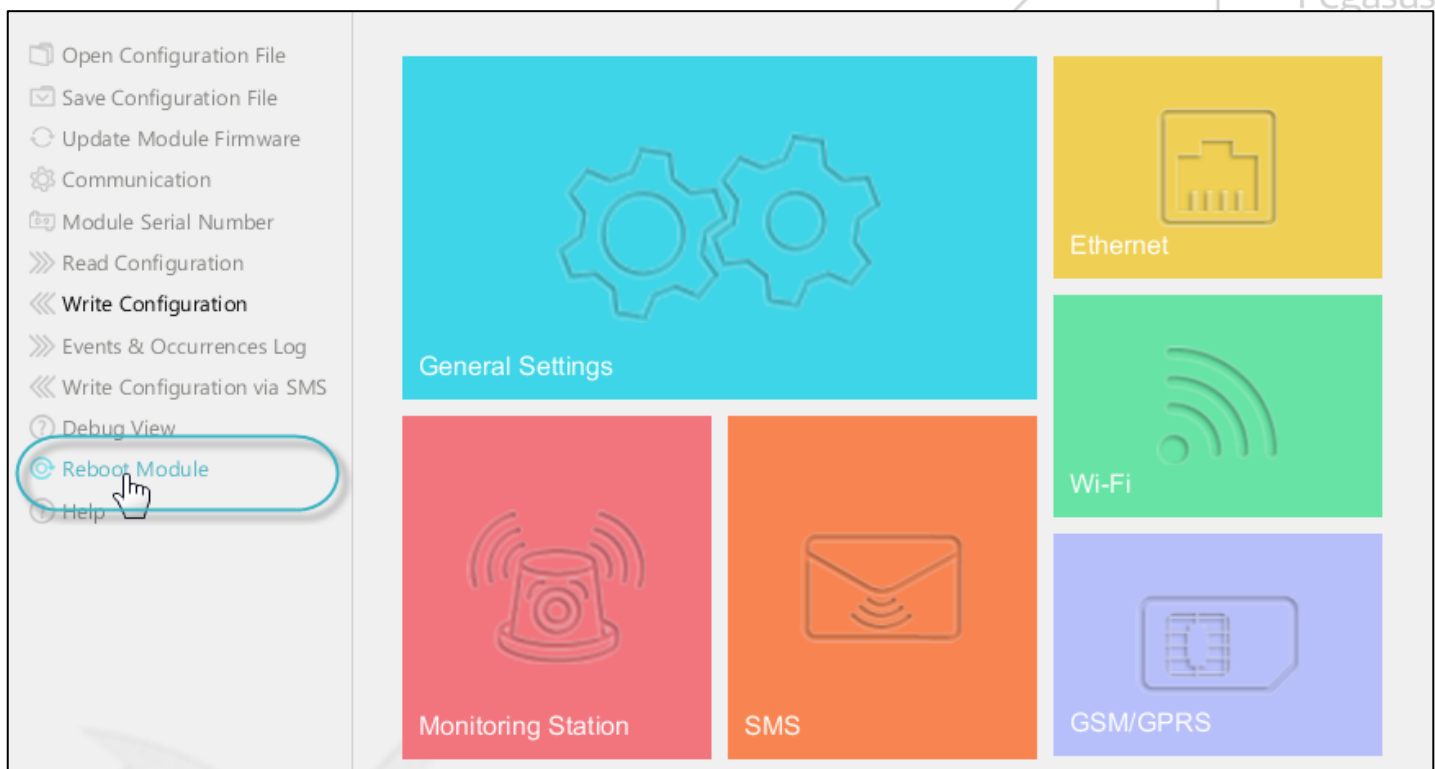 Pegasus
Open Configuration File
Save Configuration File
Update Module Firmware
Communication
Module Serial Number
Read Configuration
Write Configuration
Events & Occurrences Log
Write Configuration via SMS
Debug View
Reboot Module
Help
General Settings
Ethernet
Wi-Fi
Monitoring Station
SMS
GSM/GPRS